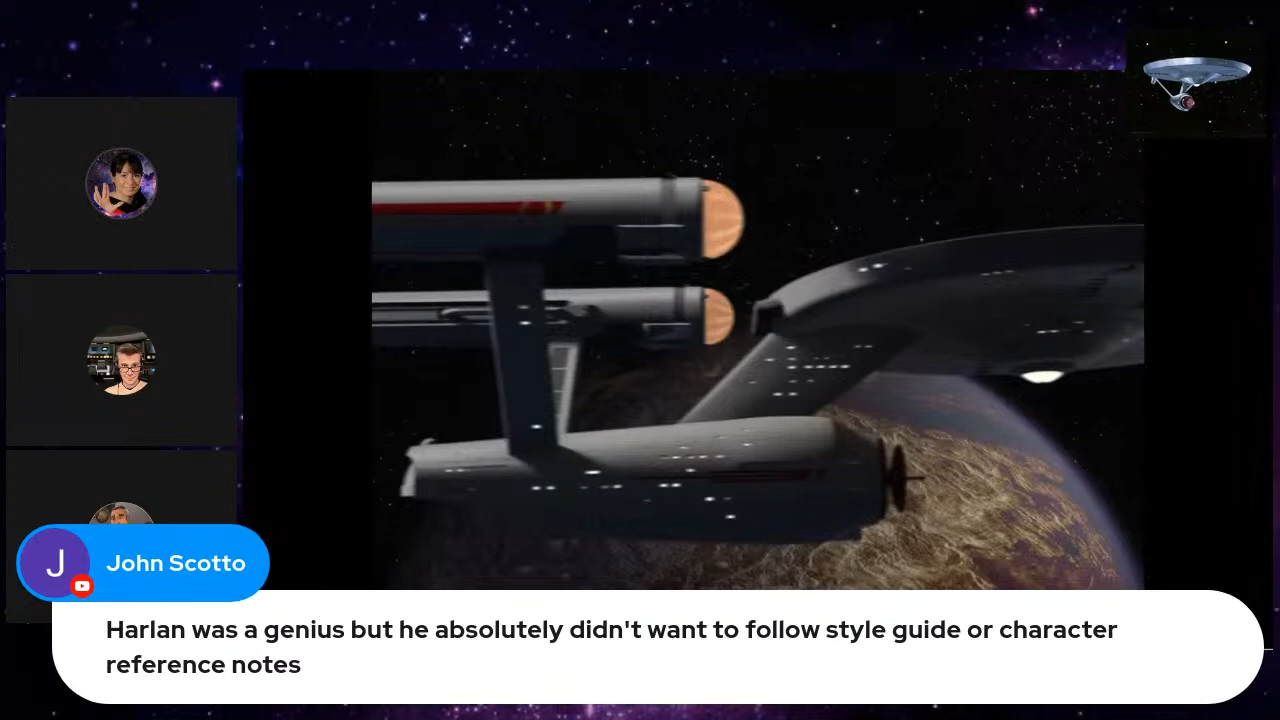 J
John Scotto
Harlan was a genius but he absolutely didn't want to follow style guide or character
reference notes